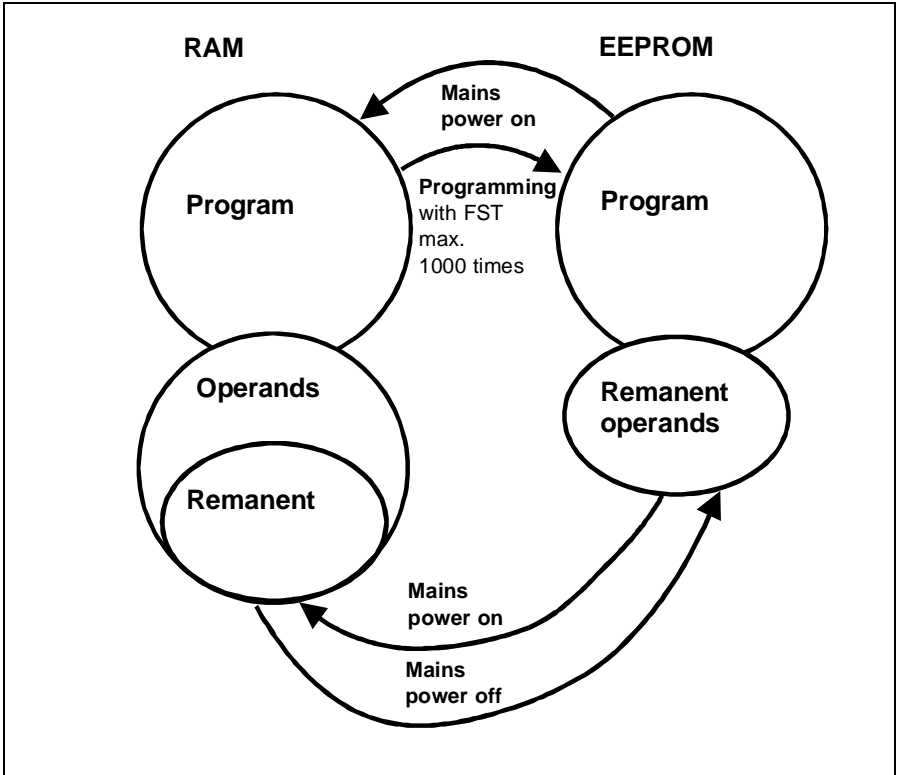 RAM
EEPROM
Mains
power on
Programming
with FST
max.
1000 times
Program
Program
Operands
Remanent
Remanent
operands
Mains
power on
Mains
power off